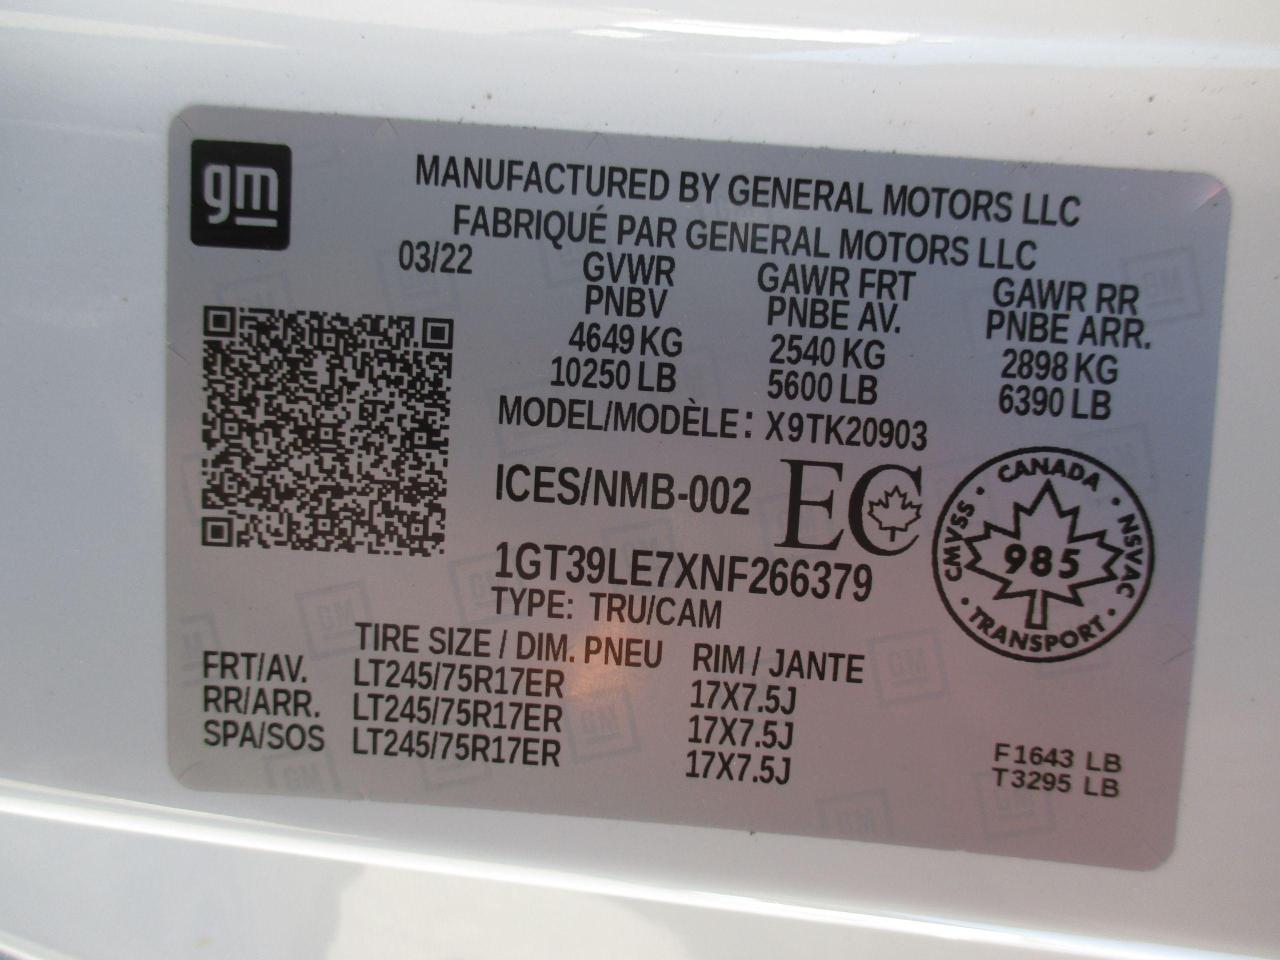 gm
MANUFACTURED BY GENERAL MOTORS LLC
FABRIQUÉ PAR GENERAL MOTORS LLC
03/22
GVWR GAWR FRT GAWR RR
PNBV PNBE AV. PNBE ARR.
4649 KG 2540 KG 2898 KG
10250 LB 5600 LB 6390 LB
MODEL/MODÈLE: X9TK20903
ICES/NMB-002 EC
CANADA
CMVSS 985 NSVAC
TRANSPORT
1GT39LE7XNF266379
TYPE: TRU/CAM
TIRE SIZE / DIM. PNEU RIM / JANTE
FRT/AV. LT245/75R17ER 17X7.5J
RR/ARR. LT245/75R17ER 17X7.5J
SPA/SOS LT245/75R17ER 17X7.5J
F1643 LB
T3295 LB